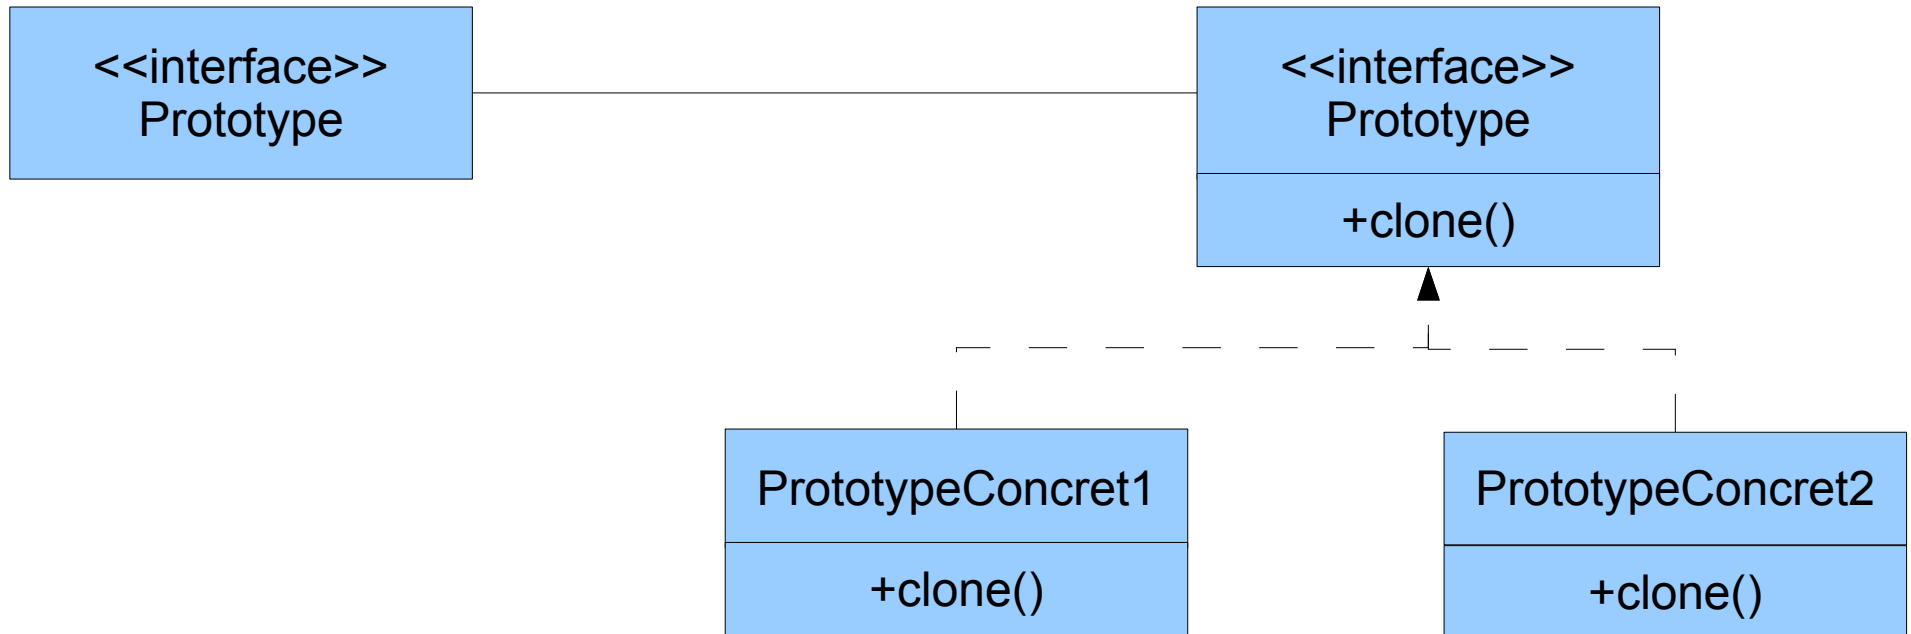 <<interface>>
Prototype
<<interface>>
Prototype
+clone()
PrototypeConcret1
+clone()
PrototypeConcret2
+clone()